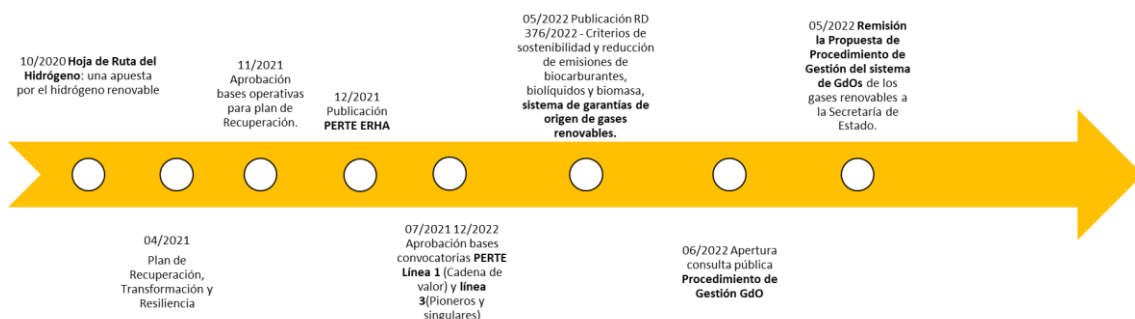 10/2020 Hoja de Ruta del
Hidrógeno: una apuesta
por el hidrógeno renovable
04/2021
Plan de
Recuperación,
Transformación y
Resiliencia
11/2021
Aprobación
bases operativas
para plan de
Recuperación.
12/2021
Publicación
PERTE ERHA
07/2021 12/2022
Aprobación bases
convocatorias PERTE
Línea 1 (Cadena de
valor) y línea
3(Pioneros y
singulares)
05/2022 Publicación RD
376/2022 - Criterios de
sostenibilidad y reducción
de emisiones de
biocarburantes,
biolíquidos y biomasa,
sistema de garantías de
origen de gases
renovables.
06/2022 Apertura
consulta pública
Procedimiento de
Gestión GdO
05/2022 Remisión
la Propuesta de
Procedimiento de
Gestión del sistema
de GdOs de los
gases renovables a
la Secretaría de
Estado.